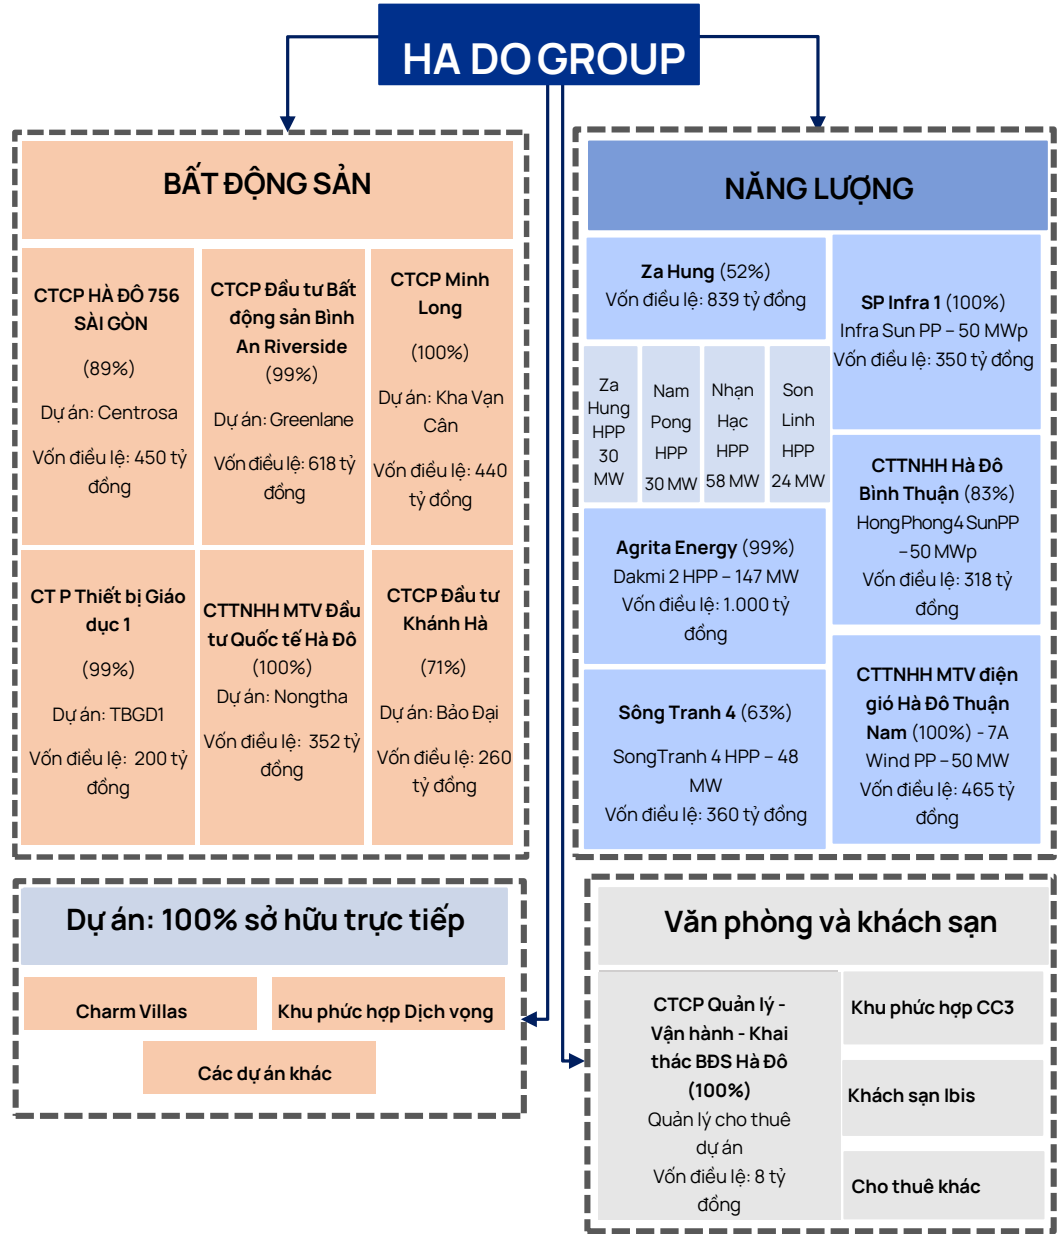 HA DO GROUP
BẤT ĐỘNG SẢN
CTCP HÀ ĐÔ 756
SÀI GÒN
(89%)
Dự án: Centrosa
Vốn điều lệ: 450 tỷ
đồng
CTCP Đầu tư Bất
động sản Bình
An Riverside
(99%)
Dự án: Greenlane
Vốn điều lệ: 618 tỷ
đồng
CTCP Minh
Long
(100%)
Dự án: Kha Vạn
Cân
Vốn điều lệ: 440
tỷ đồng
CT P Thiết bị Giáo
dục 1
(99%)
Dự án: TBGD1
Vốn điều lệ: 200 tỷ
đồng
CTTNHH MTV Đầu
tư Quốc tế Hà Đô
(100%)
Dự án: Nongtha
Vốn điều lệ: 352 tỷ
đồng
CTCP Đầu tư
Khánh Hà
(71%)
Dự án: Bảo Đại
Vốn điều lệ: 260
tỷ đồng
NĂNG LƯỢNG
Za Hung (52%)
Vốn điều lệ: 839 tỷ đồng
Za
Hung
HPP
30
MW
Nam
Pong
HPP
30 MW
Nhạn
Hạc
HPP
58 MW
Son
Linh
HPP
24 MW
Agrita Energy (99%)
Dakmi 2 HPP – 147 MW
Vốn điều lệ: 1.000 tỷ
đồng
Sông Tranh 4 (63%)
SongTranh 4 HPP – 48
MW
Vốn điều lệ: 360 tỷ đồng
SP Infra 1 (100%)
Infra Sun PP – 50 MWp
Vốn điều lệ: 350 tỷ đồng
CTTNHH Hà Đô
Bình Thuận (83%)
HongPhong4 SunPP
– 50 MWp
Vốn điều lệ: 318 tỷ
đồng
CTTNHH MTV điện
gió Hà Đô Thuận
Nam (100%) - 7A
Wind PP – 50 MW
Vốn điều lệ: 465 tỷ
đồng
Dự án: 100% sở hữu trực tiếp
Charm Villas
Khu phức hợp Dịch vọng
Các dự án khác
Văn phòng và khách sạn
CTCP Quản lý -
Vận hành - Khai
thác BĐS Hà Đô
(100%)
Quản lý cho thuê
dự án
Vốn điều lệ: 8 tỷ
đồng
Khu phức hợp CC3
Khách sạn Ibis
Cho thuê khác